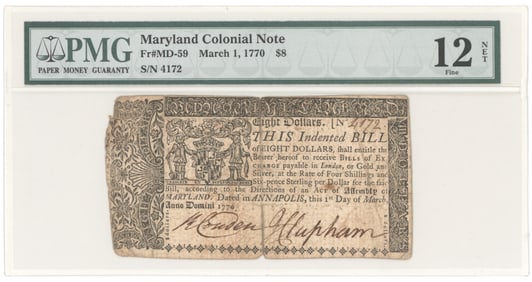 PMG
PAPER MONEY GUARANTY
Maryland Colonial Note
Fr#MD-59 March 1, 1770 $8
S/N 4172
12 NET
Fine
Eight Dollars. [No 4172
THIS Indented BILL
of EIGHT DOLLARS, shall entitle the
Bearer hereof to receive BILLS of EX
CHANGE payable in London, or Gold and
Silver, at the Rate of Four Shillings and
Six-pence Sterling per Dollar for the said
Bill, according to the Directions of an ACT of Assembly of
MARYLAND. Dated in ANNAPOLIS, this 1st Day of March
Anno Domini 1770.
R Couden J Clapham